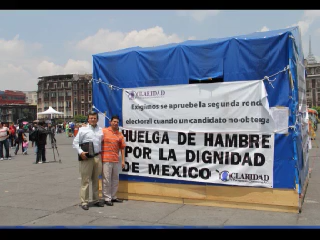 CLARIDAD
Exigimos se apruebe la segunda rond
electoral cuando un candidato no obtenga
HUELGA DE HAMBRE
POR LA DIGNIDAD
DE MEXICO
CLARIDAD